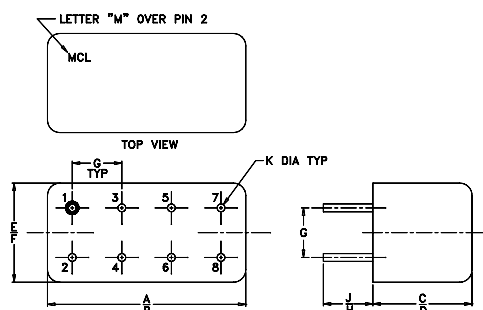 LETTER "M" OVER PIN 2
MCL
TOP VIEW
G
TYP
K DIA TYP
1 3 5 7
E
F
G
2 4 6 8
J
H
C
D
A
B